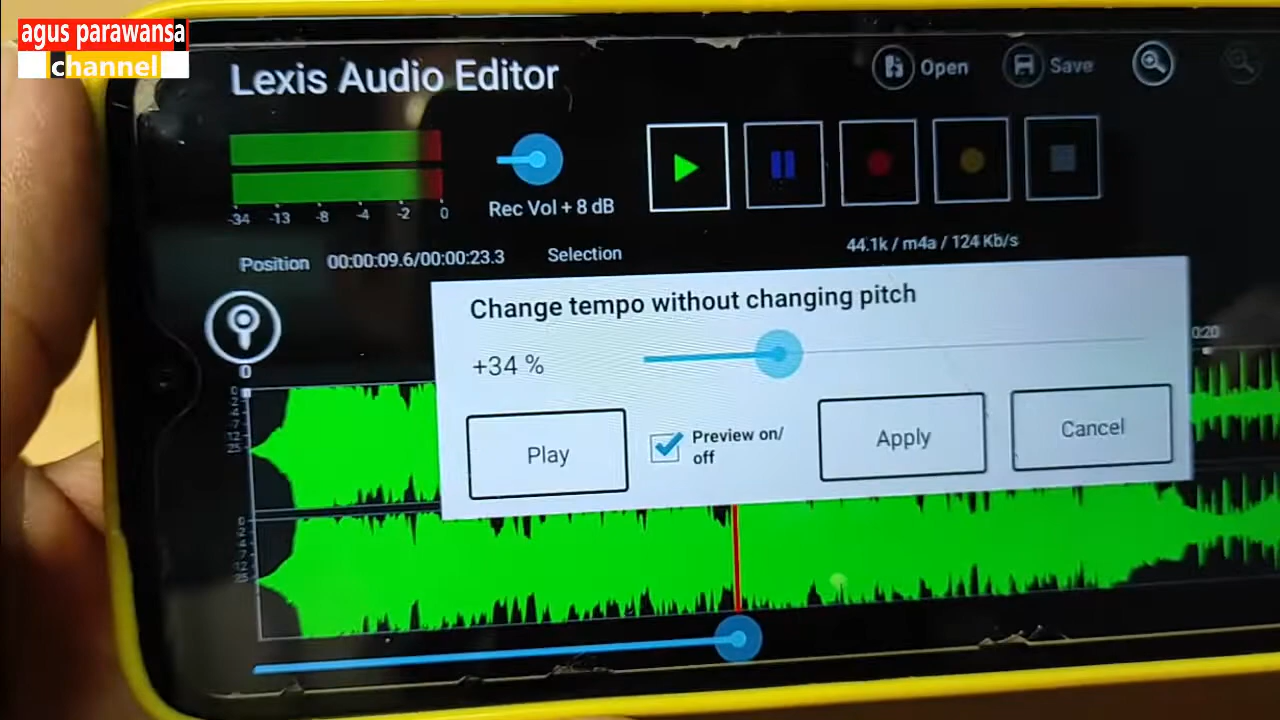 agus parawansa
channel
Lexis Audio Editor
Open
Save
-34 -13 -8 -4 -2 0
Rec Vol + 8 dB
Position 00:00:09.6/00:00:23.3 Selection
44.1k / m4a / 124 Kb/s
Change tempo without changing pitch
+34 %
0:20
0
Play
Preview on/
off
Apply
Cancel